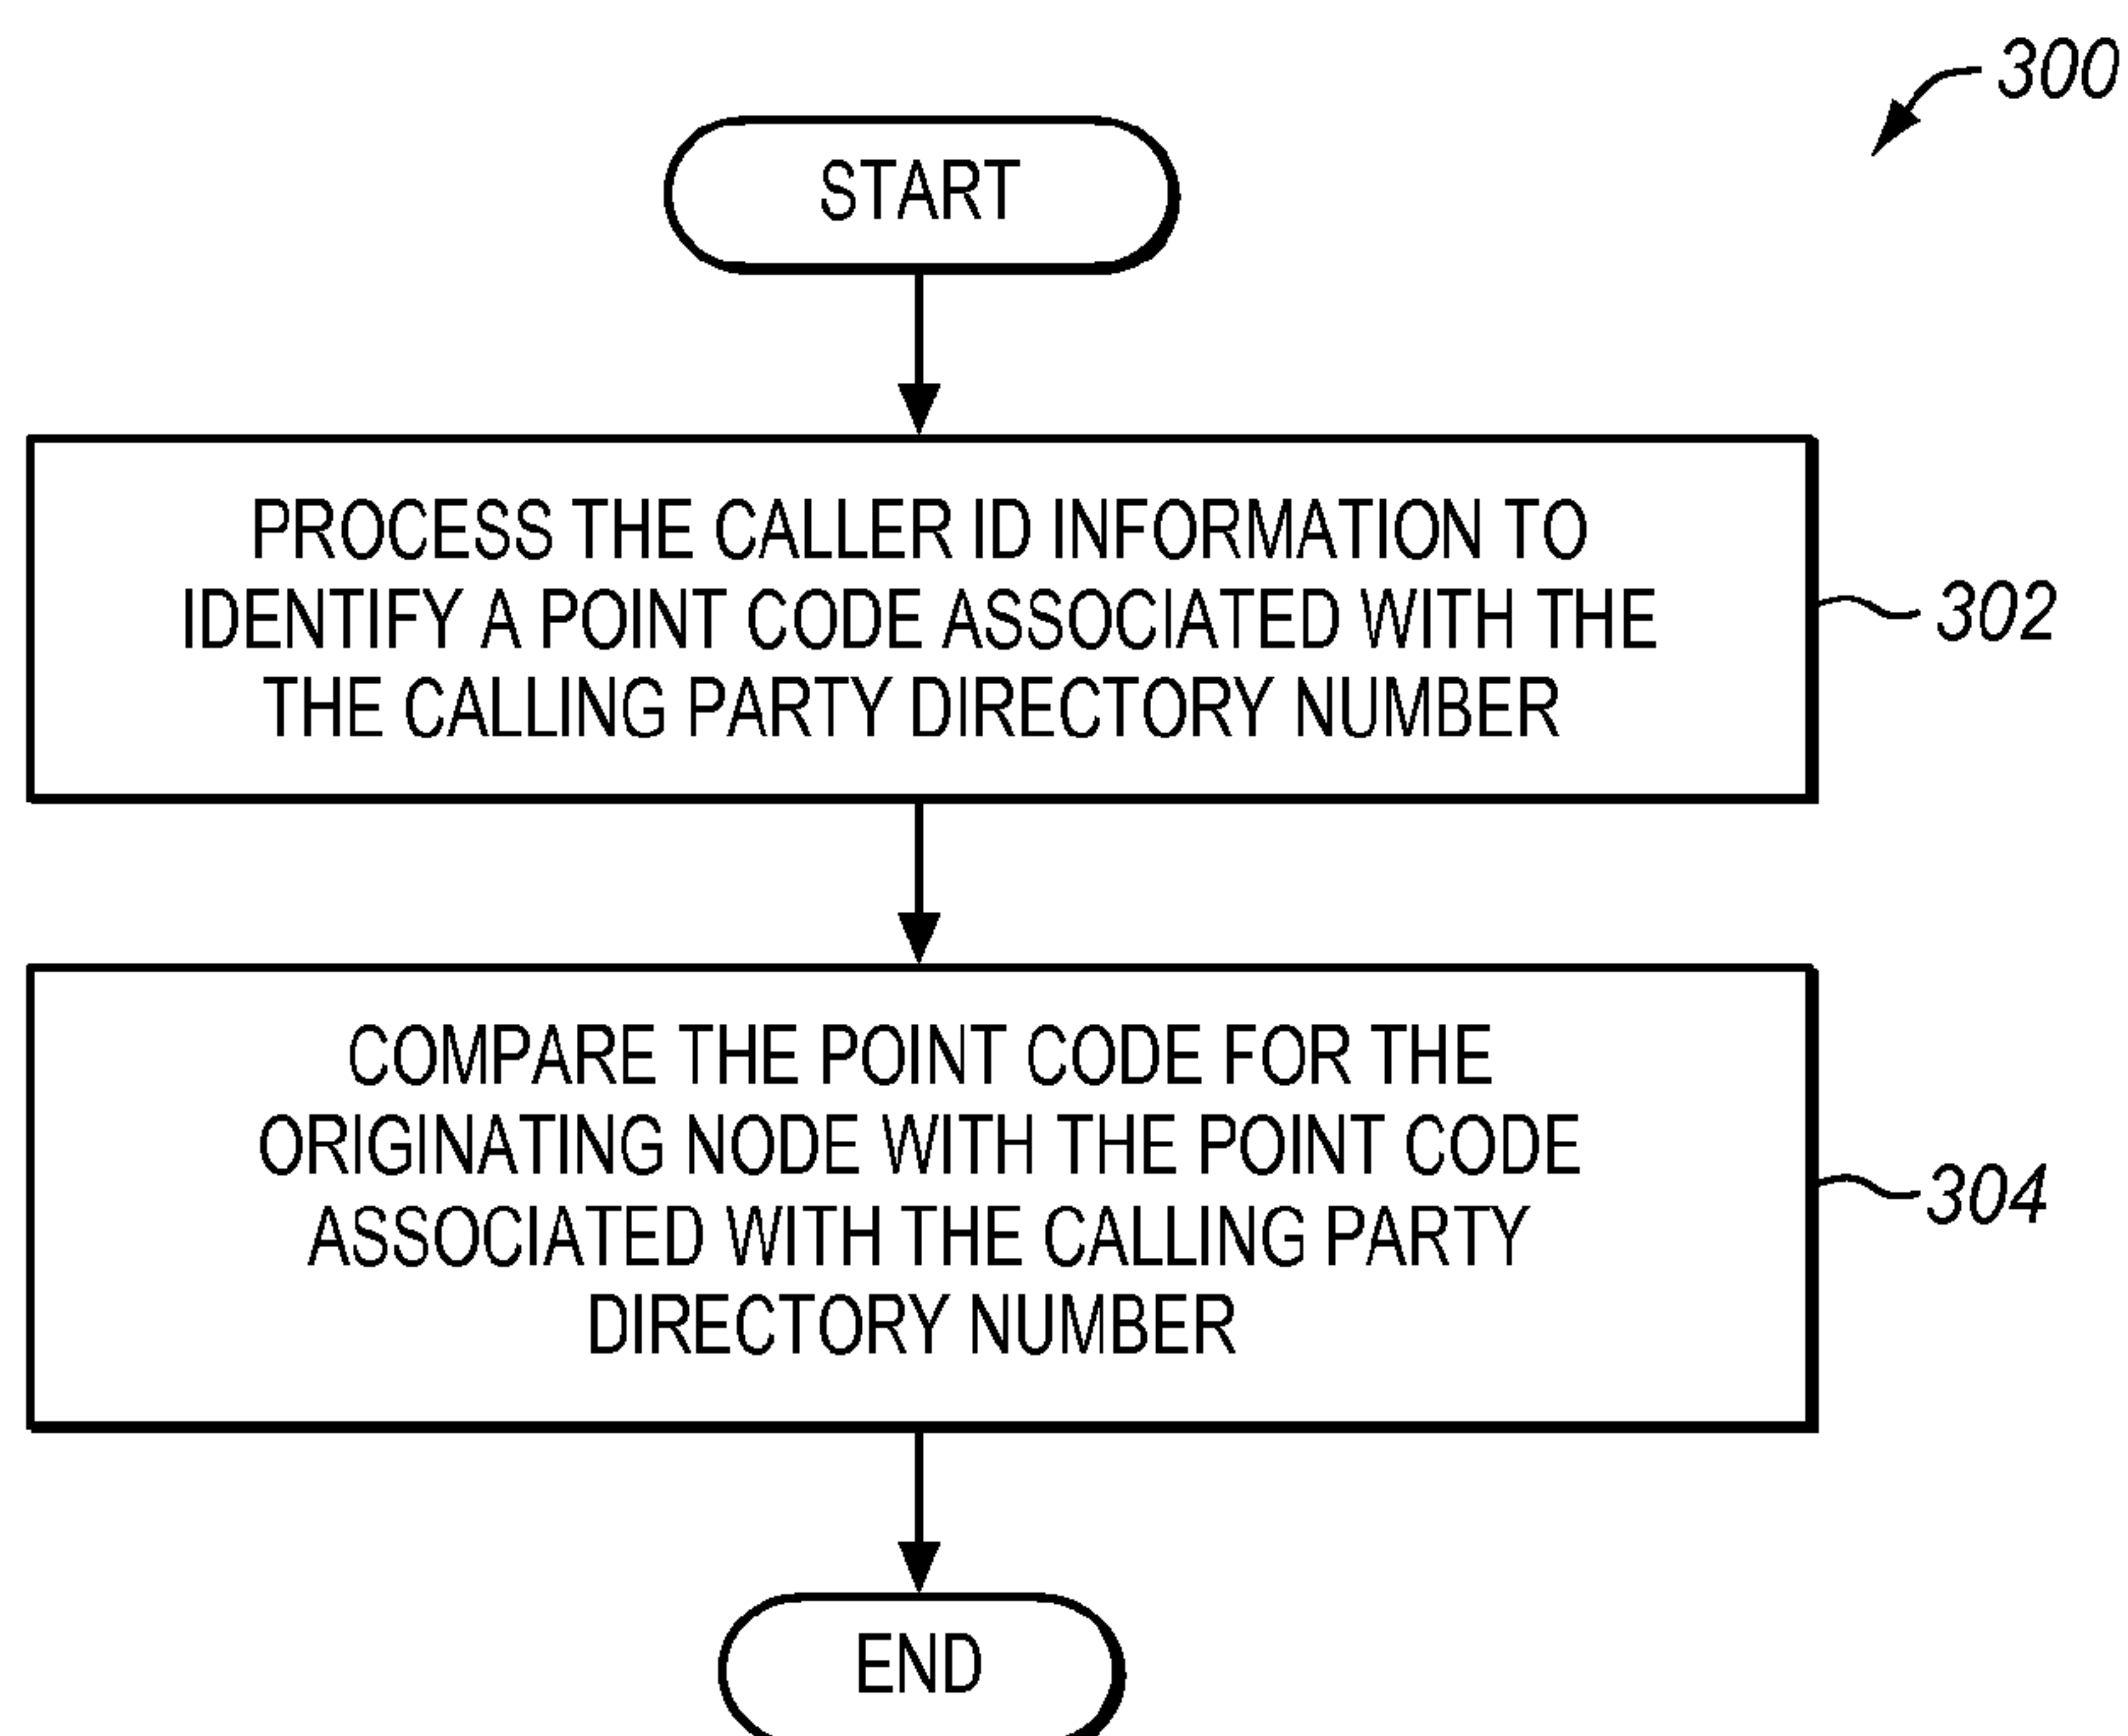 300
START
PROCESS THE CALLER ID INFORMATION TO
IDENTIFY A POINT CODE ASSOCIATED WITH THE
THE CALLING PARTY DIRECTORY NUMBER
302
COMPARE THE POINT CODE FOR THE
ORIGINATING NODE WITH THE POINT CODE
ASSOCIATED WITH THE CALLING PARTY
DIRECTORY NUMBER
304
END